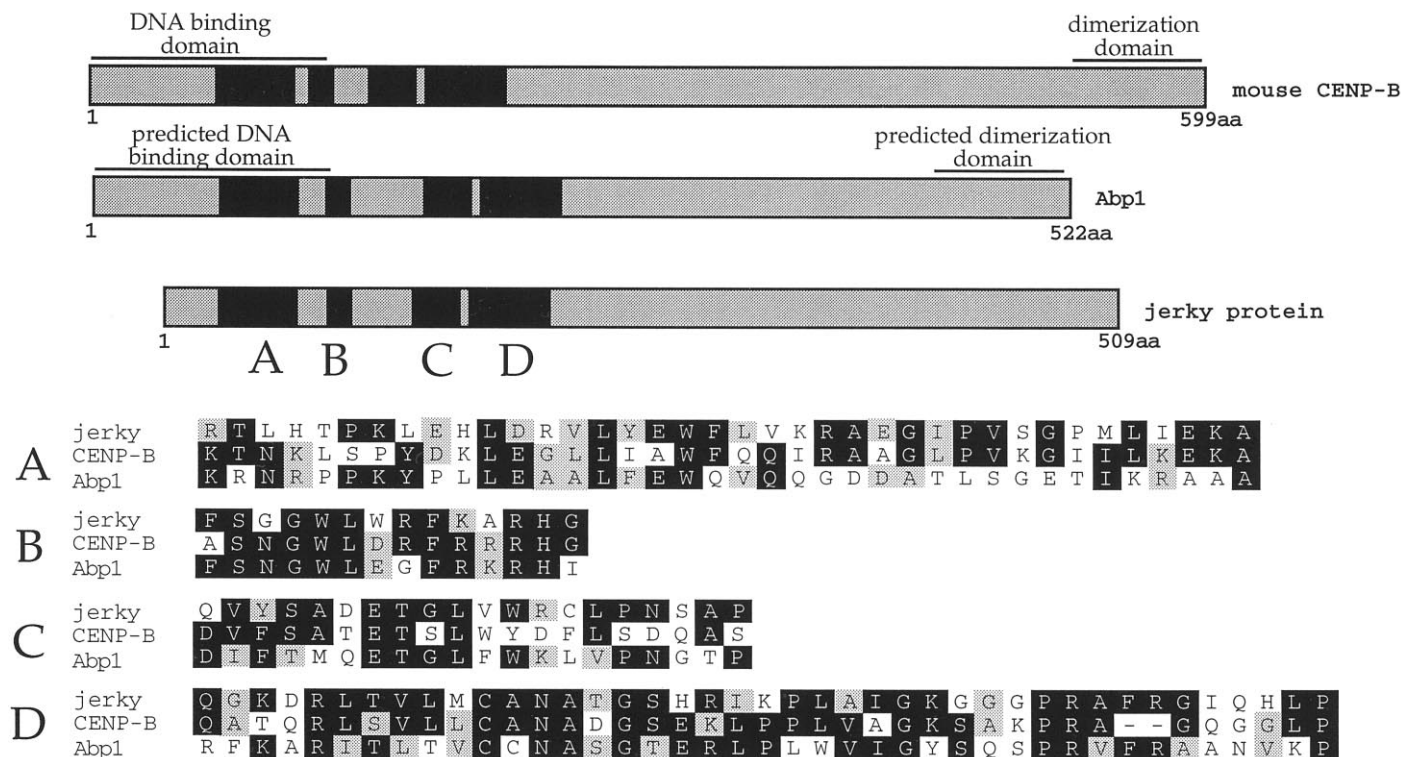 DNA binding
domain
dimerization
domain
mouse CENP-B
1
599aa
predicted DNA
binding domain
predicted dimerization
domain
Abp1
1
522aa
jerky protein
1
509aa
A B C D
A
jerky R T L H T P K L E H L D R V L Y E W F L V K R A E G I P V S G P M L I E K A
CENP-B K T N K L S P Y D K L E G L L I A W F Q Q I R A A G L P V K G I I L K E K A
Abp1 K R N R P P K Y P L L E A A L F E W Q V Q Q G D D A T L S G E T I K R A A A
B
jerky F S G G W L W R F K A R H G
CENP-B A S N G W L D R F R R R H G
Abp1 F S N G W L E G F R K R H I
C
jerky Q V Y S A D E T G L V W R C L P N S A P
CENP-B D V F S A T E T S L W Y D F L S D Q A S
Abp1 D I F T M Q E T G L F W K L V P N G T P
D
jerky Q G K D R L T V L M C A N A T G S H R I K P L A I G K G G G P R A F R G I Q H L P
CENP-B Q A T Q R L S V L L C A N A D G S E K L P P L V A G K S A K P R A - - G Q G G L P
Abp1 R F K A R I T L T V C C N A S G T E R L P L W V I G Y S Q S P R V F R A A N V K P